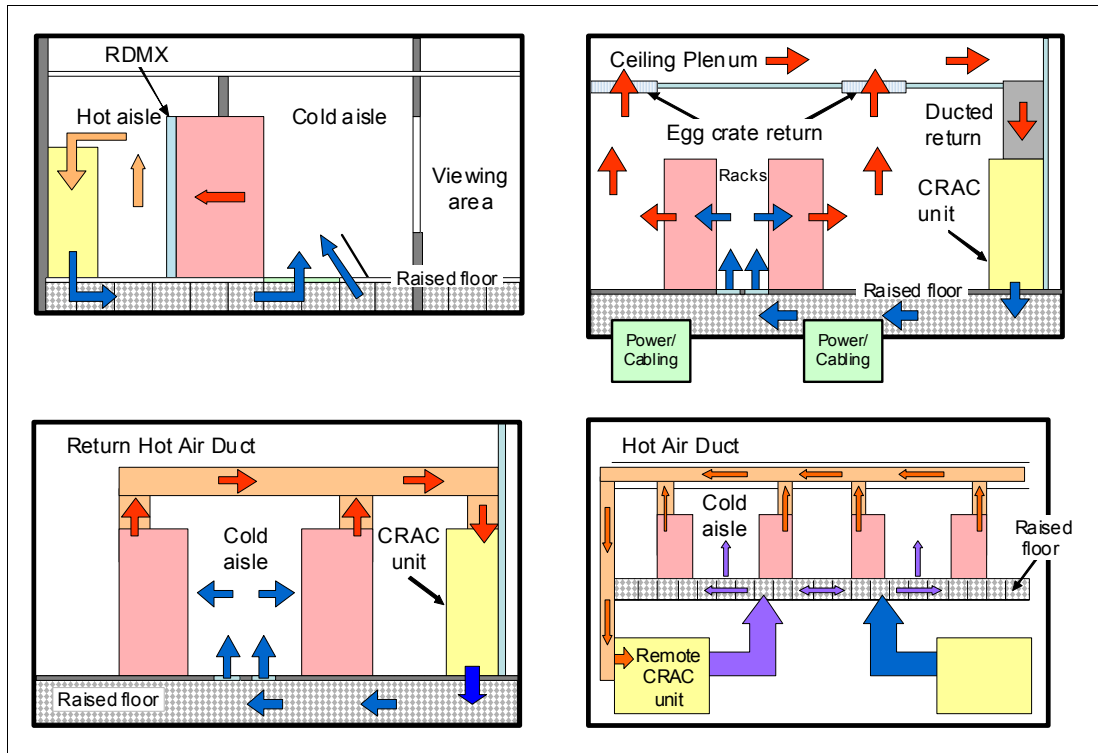 RDMX
Hot aisle
Cold aisle
Viewing
area
Raised floor
Ceiling Plenum
Egg crate return
Ducted
return
Racks
CRAC
unit
Raised floor
Power/
Cabling
Power/
Cabling
Return Hot Air Duct
Cold
aisle
CRAC
unit
Raised floor
Hot Air Duct
Cold
aisle
Raised
floor
Remote
CRAC
unit